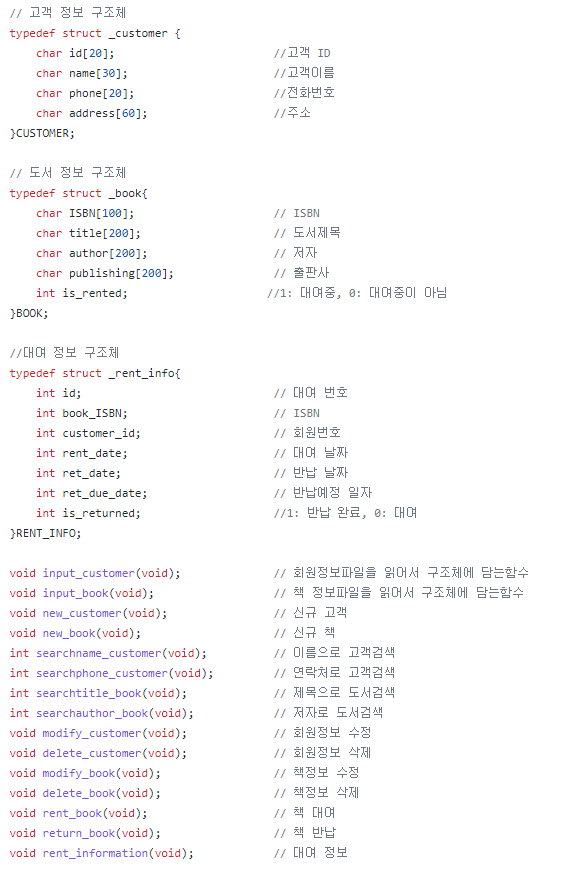 // 고객 정보 구조체
typedef struct _customer {
    char id[20];                        //고객 ID
    char name[30];                      //고객이름
    char phone[20];                     //전화번호
    char address[60];                   //주소
}CUSTOMER;

// 도서 정보 구조체
typedef struct _book{
    char ISBN[100];                     // ISBN
    char title[200];                    // 도서제목
    char author[200];                   // 저자
    char publishing[200];               // 출판사
    int is_rented;                     //1: 대여중, 0: 대여중이 아님
}BOOK;

//대여 정보 구조체
typedef struct _rent_info{
    int id;                             // 대여 번호
    int book_ISBN;                      // ISBN
    int customer_id;                    // 회원번호
    int rent_date;                      // 대여 날짜
    int ret_date;                       // 반납 날짜
    int ret_due_date;                   // 반납예정 일자
    int is_returned;                    //1: 반납 완료, 0: 대여
}RENT_INFO;

void input_customer(void);              // 회원정보파일을 읽어서 구조체에 담는함수
void input_book(void);                  // 책 정보파일을 읽어서 구조체에 담는함수
void new_customer(void);                // 신규 고객
void new_book(void);                    // 신규 책
int searchname_customer(void);          // 이름으로 고객검색
int searchphone_customer(void);         // 연락처로 고객검색
int searchtitle_book(void);             // 제목으로 도서검색
int searchauthor_book(void);            // 저자로 도서검색
void modify_customer(void);             // 회원정보 수정
void delete_customer(void);             // 회원정보 삭제
void modify_book(void);                 // 책정보 수정
void delete_book(void);                 // 책정보 삭제
void rent_book(void);                   // 책 대여
void return_book(void);                 // 책 반납
void rent_information(void);            // 대여 정보